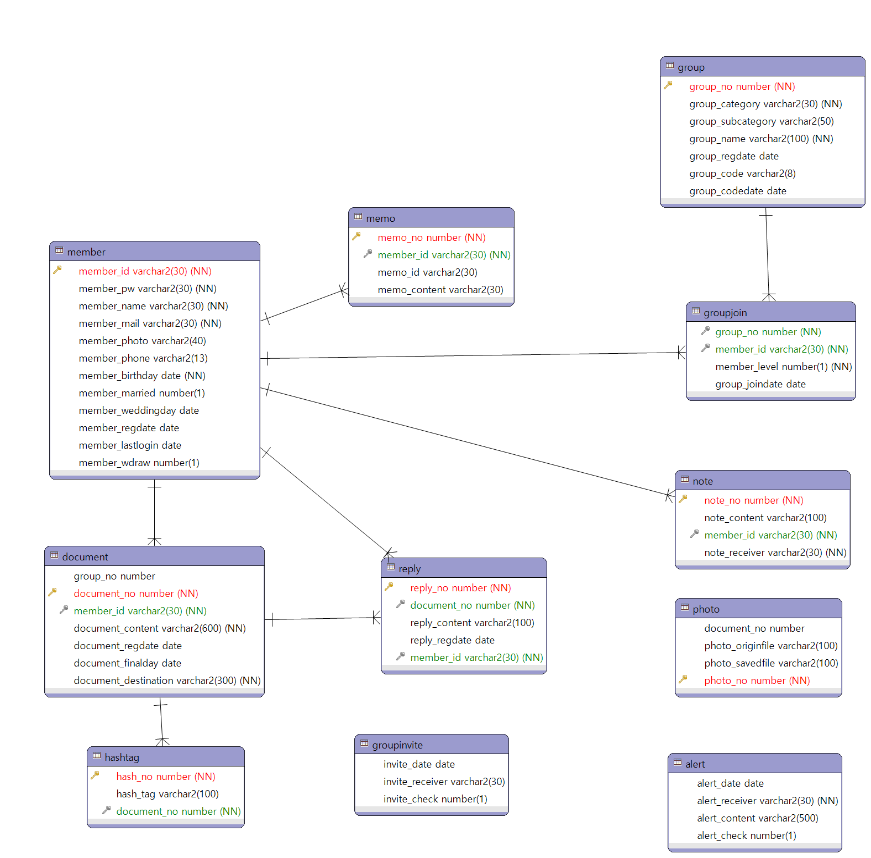 group
group_no number (NN)
group_category varchar2(30) (NN)
group_subcategory varchar2(50)
group_name varchar2(100) (NN)
group_regdate date
group_code varchar2(8)
group_codedate date
memo
memo_no number (NN)
member_id varchar2(30) (NN)
memo_id varchar2(30)
memo_content varchar2(30)
member
member_id varchar2(30) (NN)
member_pw varchar2(30) (NN)
member_name varchar2(30) (NN)
member_mail varchar2(30) (NN)
member_photo varchar2(40)
member_phone varchar2(13)
member_birthday date (NN)
member_married number(1)
member_weddingday date
member_regdate date
member_lastlogin date
member_wdraw number(1)
groupjoin
group_no number (NN)
member_id varchar2(30) (NN)
member_level number(1) (NN)
group_joindate date
note
note_no number (NN)
note_content varchar2(100)
member_id varchar2(30) (NN)
note_receiver varchar2(30) (NN)
document
group_no number
document_no number (NN)
member_id varchar2(30) (NN)
document_content varchar2(600) (NN)
document_regdate date
document_finalday date
document_destination varchar2(300) (NN)
reply
reply_no number (NN)
document_no number (NN)
reply_content varchar2(100)
reply_regdate date
member_id varchar2(30) (NN)
photo
document_no number
photo_originfile varchar2(100)
photo_savedfile varchar2(100)
photo_no number (NN)
hashtag
hash_no number (NN)
hash_tag varchar2(100)
document_no number (NN)
groupinvite
invite_date date
invite_receiver varchar2(30)
invite_check number(1)
alert
alert_date date
alert_receiver varchar2(30) (NN)
alert_content varchar2(500)
alert_check number(1)